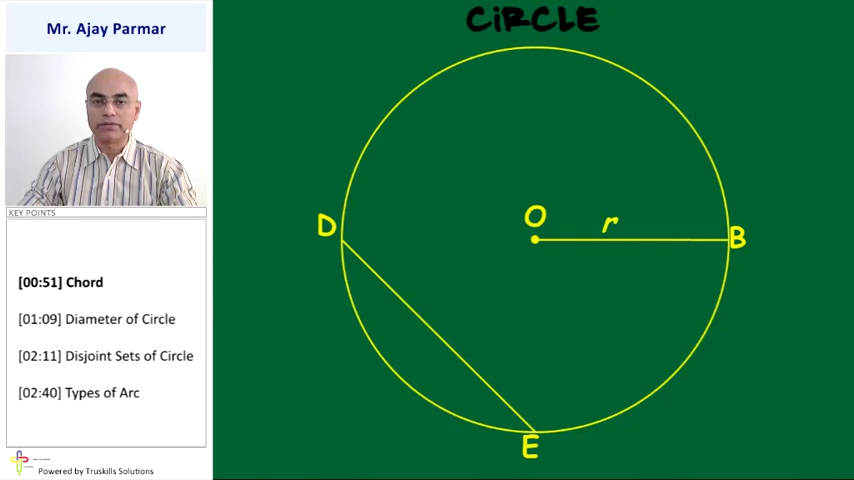 Mr. Ajay Parmar
KEY POINTS
[00:51] Chord
[01:09] Diameter of Circle
[02:11] Disjoint Sets of Circle
[02:40] Types of Arc
Powered by Truskills Solutions
CiRCLE
D
O
r
B
E